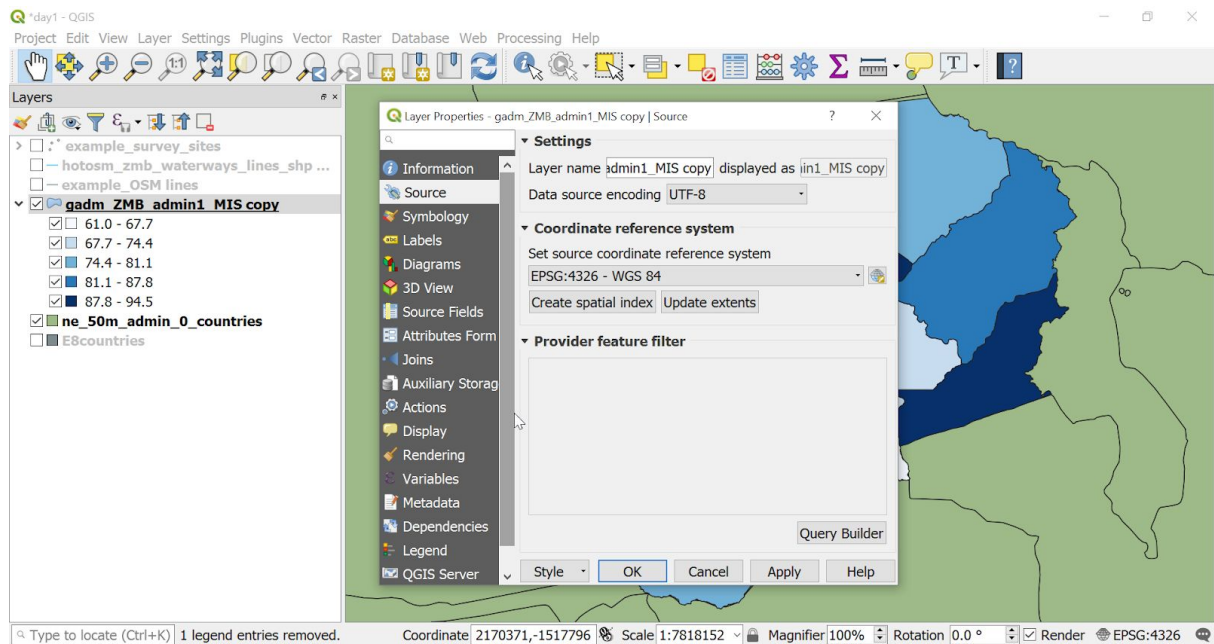 *day1 - QGIS
Project Edit View Layer Settings Plugins Vector Raster Database Web Processing Help
1:1
T
?
Layers
example_survey_sites
hotosm_zmb_waterways_lines_shp ...
example_OSM lines
gadm_ZMB_admin1_MIS copy
61.0 - 67.7
67.7 - 74.4
74.4 - 81.1
81.1 - 87.8
87.8 - 94.5
ne_50m_admin_0_countries
E8countries
Layer Properties - gadm_ZMB_admin1_MIS copy | Source
?
Information
Source
Symbology
abc Labels
Diagrams
3D View
Source Fields
Attributes Form
Joins
Auxiliary Storag
Actions
Display
Rendering
Variables
Metadata
Dependencies
Legend
QGIS Server
Settings
Layer name admin1_MIS copy displayed as in1_MIS copy
Data source encoding UTF-8
Coordinate reference system
Set source coordinate reference system
EPSG:4326 - WGS 84
Create spatial index Update extents
Provider feature filter
Query Builder
Style OK Cancel Apply Help
Type to locate (Ctrl+K) 1 legend entries removed. Coordinate 2170371,-1517796 Scale 1:7818152 Magnifier 100% Rotation 0.0 ° Render EPSG:4326